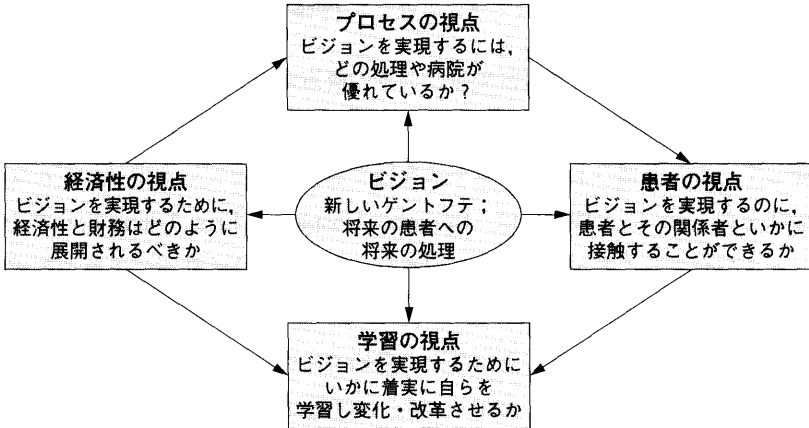 プロセスの視点
ビジョンを実現するには,
どの処理や病院が
優れているか？
経済性の視点
ビジョンを実現するために,
経済性と財務はどのように
展開されるべきか
ビジョン
新しいゲントフテ；
将来の患者への
将来の処理
患者の視点
ビジョンを実現するのに,
患者とその関係者といかに
接触することができるか
学習の視点
ビジョンを実現するために
いかに着実に自らを
学習し変化・改革させるか